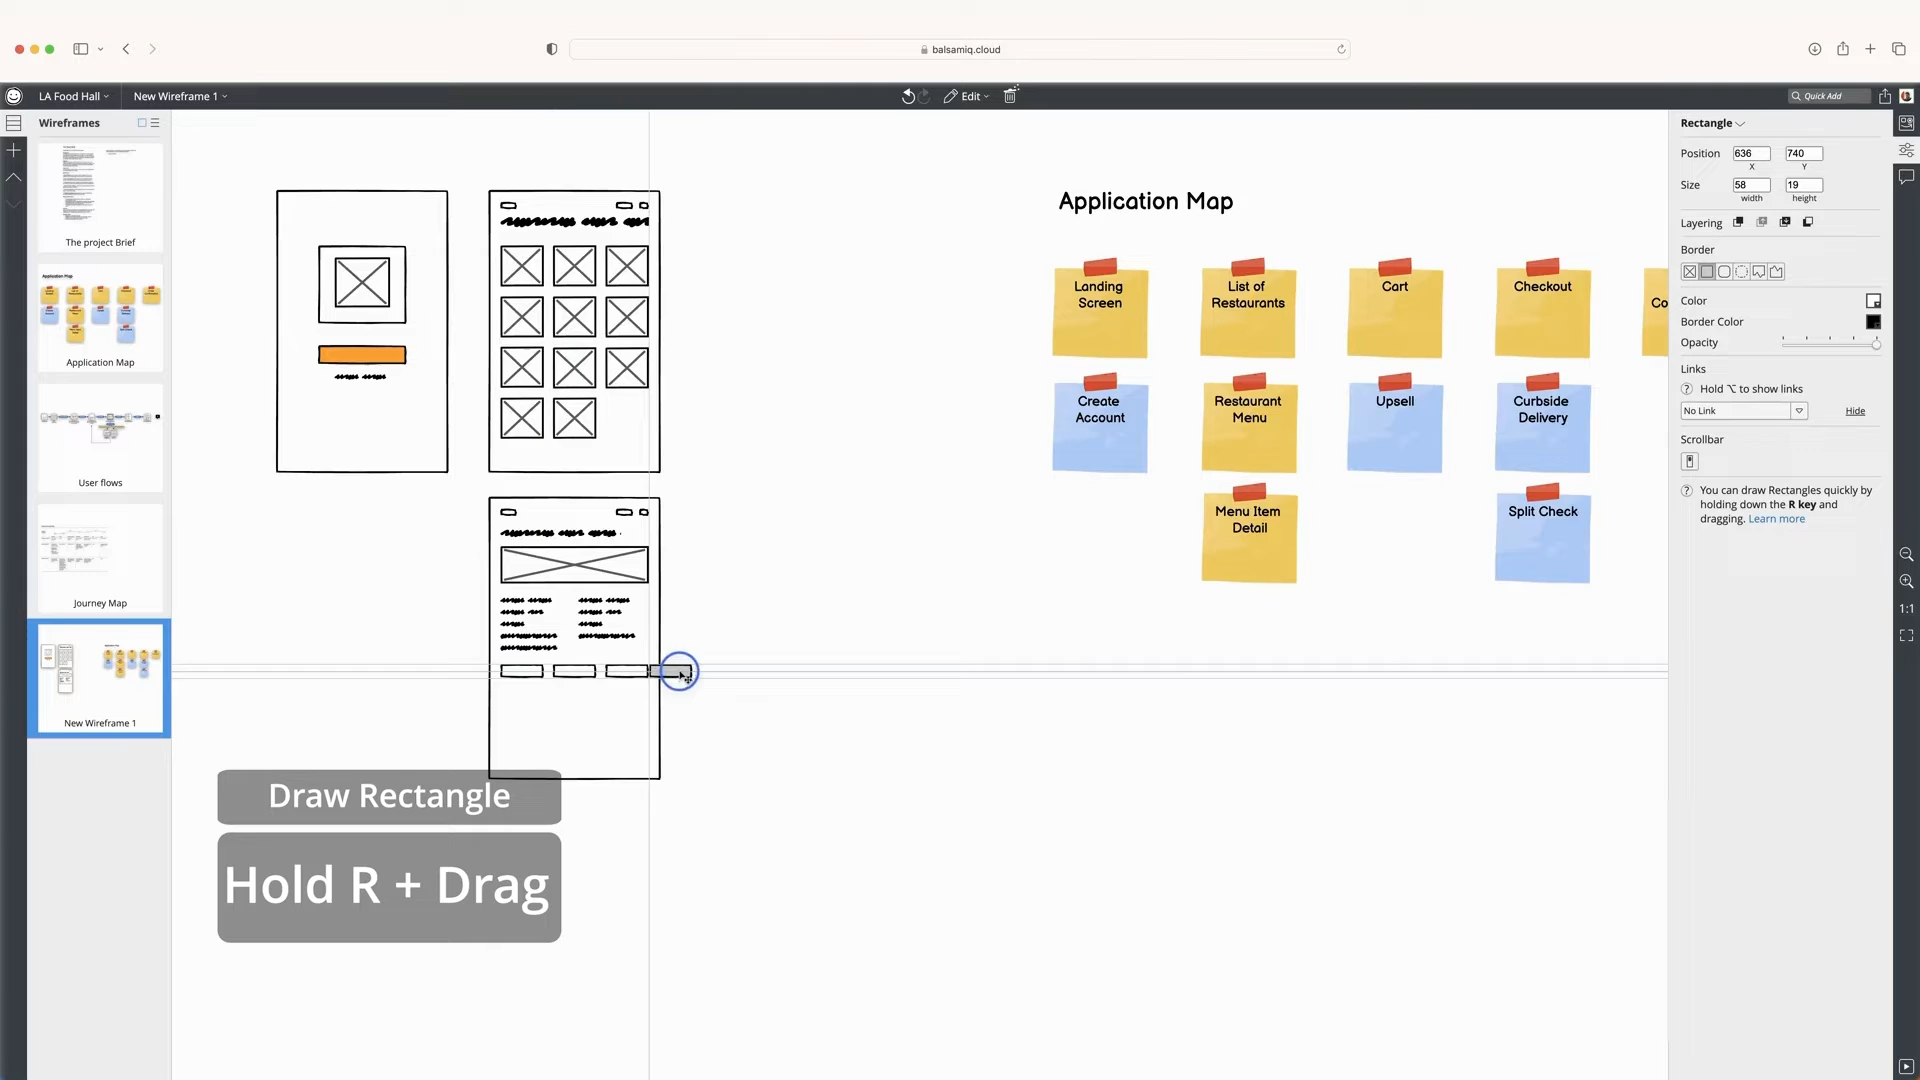 balsamiq.cloud
LA Food Hall
New Wireframe 1
Edit
Quick Add
Wireframes
The project Brief
Application Map
Application Map
User flows
Journey Map
New Wireframe 1
Application Map
Landing
Screen
List of
Restaurants
Cart
Checkout
Co
Create
Account
Restaurant
Menu
Upsell
Curbside
Delivery
Menu Item
Detail
Split Check
Draw Rectangle
Hold R + Drag
Rectangle
Position 636 740
X Y
Size 58 19
width height
Layering
Border
Color
Border Color
Opacity
Links
? Hold ⌥ to show links
No Link Hide
Scrollbar
? You can draw Rectangles quickly by
holding down the R key and
dragging. Learn more
1:1